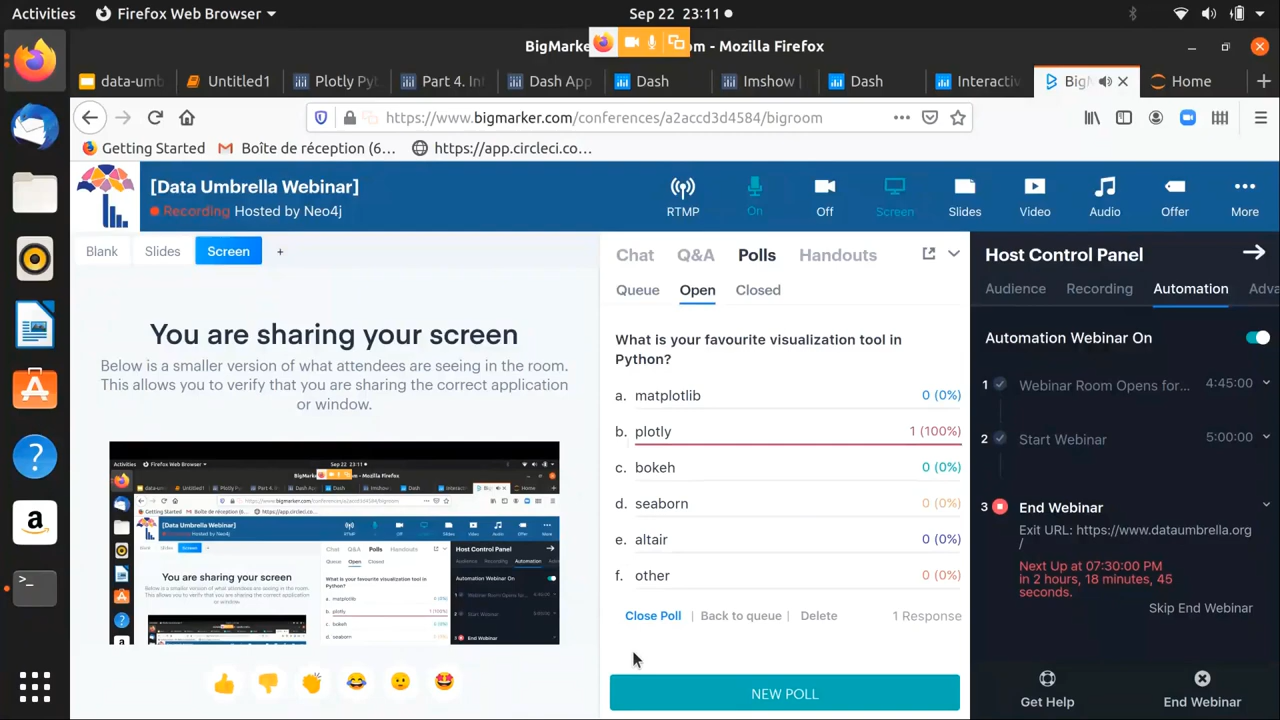 Activities
Firefox Web Browser
Sep 22 23:11
BigMarke
om - Mozilla Firefox
data-umb
Untitled1
Plotly Py
Part 4. In
Dash App
Dash
Imshow |
Dash
Interactiv
Big
Home
https://www.bigmarker.com/conferences/a2accd3d4584/bigroom
Getting Started
Boîte de réception (6…
https://app.circleci.co…
[Data Umbrella Webinar]
Recording Hosted by Neo4j
RTMP
On
Off
Screen
Slides
Video
Audio
Offer
More
Blank
Slides
Screen
+
You are sharing your screen
Below is a smaller version of what attendees are seeing in the room.
This allows you to verify that you are sharing the correct application
or window.
Chat
Q&A
Polls
Handouts
Queue
Open
Closed
What is your favourite visualization tool in
Python?
a. matplotlib 0 (0%)
b. plotly 1 (100%)
c. bokeh 0 (0%)
d. seaborn 0 (0%)
e. altair 0 (0%)
f. other 0 (0%)
Close Poll | Back to queue | Delete
1 Response
NEW POLL
Host Control Panel
Audience
Recording
Automation
Adva
Automation Webinar On
1 Webinar Room Opens for... 4:45:00
2 Start Webinar 5:00:00
3 End Webinar
Exit URL: https://www.dataumbrella.org
/
Next Up at 07:30:00 PM
in 2 hours, 18 minutes, 45
seconds.
Skip End Webinar
Get Help
End Webinar